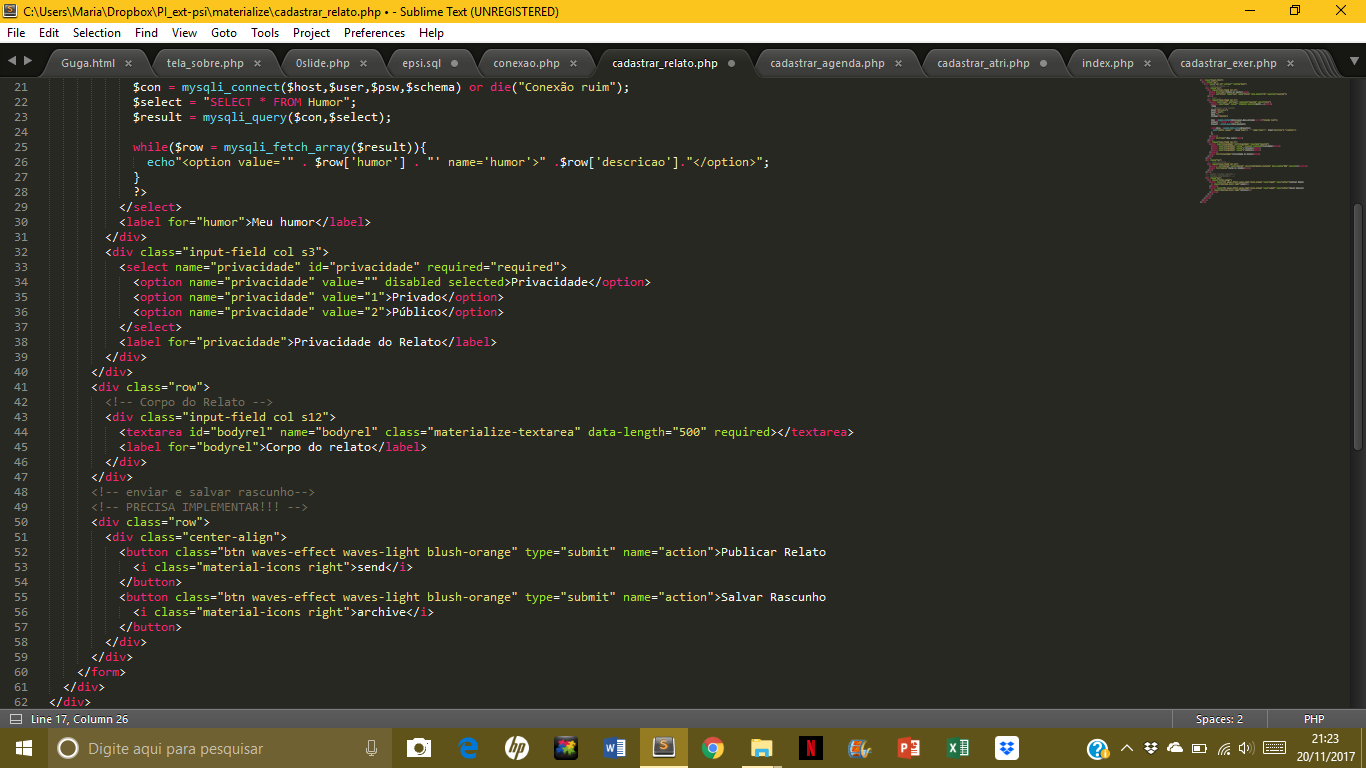 C:\Users\Maria\Dropbox\PI_ext-psi\materialize\cadastrar_relato.php • - Sublime Text (UNREGISTERED)
File Edit Selection Find View Goto Tools Project Preferences Help
Guga.html × tela_sobre.php × 0slide.php × epsi.sql conexao.php × cadastrar_relato.php cadastrar_agenda.php × cadastrar_atri.php index.php × cadastrar_exer.php ×
21 $con = mysqli_connect($host,$user,$psw,$schema) or die("Conexão ruim");
22 $select = "SELECT * FROM Humor";
23 $result = mysqli_query($con,$select);
24
25 while($row = mysqli_fetch_array($result)){
26 echo"<option value='" . $row['humor'] . "' name='humor'>" .$row['descricao']."</option>";
27 }
28 ?>
29 </select>
30 <label for="humor">Meu humor</label>
31 </div>
32 <div class="input-field col s3">
33 <select name="privacidade" id="privacidade" required="required">
34 <option name="privacidade" value="" disabled selected>Privacidade</option>
35 <option name="privacidade" value="1">Privado</option>
36 <option name="privacidade" value="2">Público</option>
37 </select>
38 <label for="privacidade">Privacidade do Relato</label>
39 </div>
40 </div>
41 <div class="row">
42 <!-- Corpo do Relato -->
43 <div class="input-field col s12">
44 <textarea id="bodyrel" name="bodyrel" class="materialize-textarea" data-length="500" required></textarea>
45 <label for="bodyrel">Corpo do relato</label>
46 </div>
47 </div>
48 <!-- enviar e salvar rascunho-->
49 <!-- PRECISA IMPLEMENTAR!!! -->
50 <div class="row">
51 <div class="center-align">
52 <button class="btn waves-effect waves-light blush-orange" type="submit" name="action">Publicar Relato
53 <i class="material-icons right">send</i>
54 </button>
55 <button class="btn waves-effect waves-light blush-orange" type="submit" name="action">Salvar Rascunho
56 <i class="material-icons right">archive</i>
57 </button>
58 </div>
59 </div>
60 </form>
61 </div>
62 </div>
Line 17, Column 26 Spaces: 2 PHP
Digite aqui para pesquisar
21:23
20/11/2017